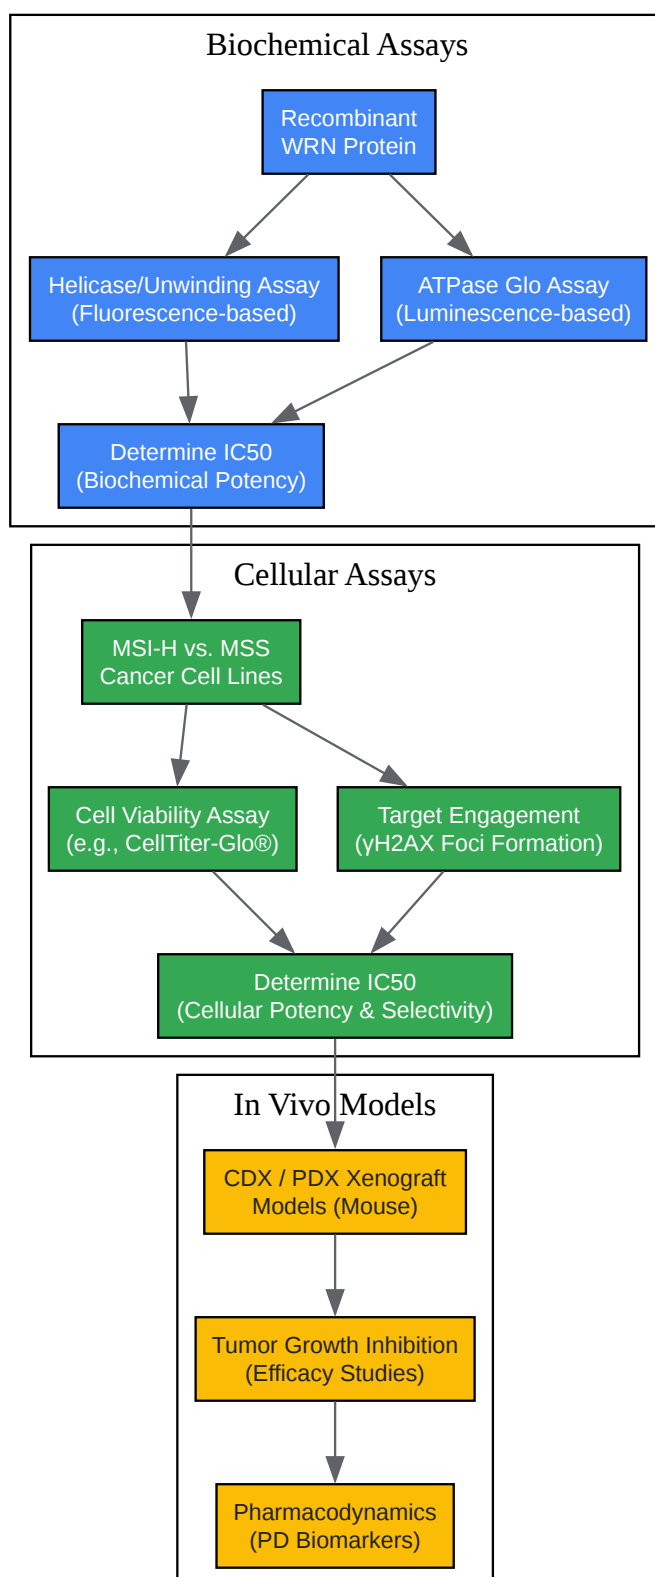 Biochemical Assays
Recombinant
WRN Protein
Helicase/Unwinding Assay
(Fluorescence-based)
ATPase Glo Assay
(Luminescence-based)
Determine IC50
(Biochemical Potency)
Cellular Assays
MSI-H vs. MSS
Cancer Cell Lines
Cell Viability Assay
(e.g., CellTiter-Glo®)
Target Engagement
(γH2AX Foci Formation)
Determine IC50
(Cellular Potency & Selectivity)
In Vivo Models
CDX / PDX Xenograft
Models (Mouse)
Tumor Growth Inhibition
(Efficacy Studies)
Pharmacodynamics
(PD Biomarkers)